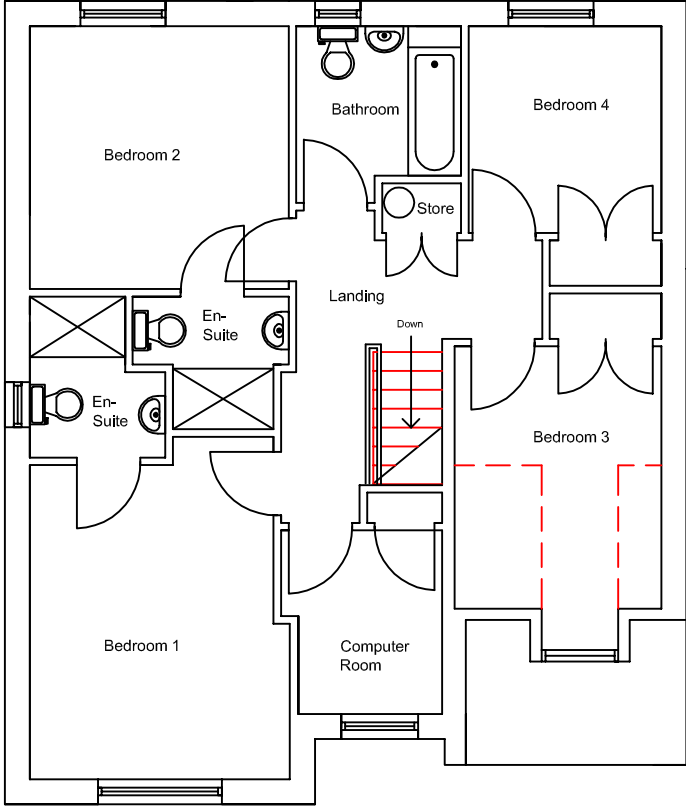 Bathroom
Bedroom 4
Bedroom 2
Store
Landing
En-
Suite
Down
En-
Suite
Bedroom 3
Bedroom 1
Computer
Room